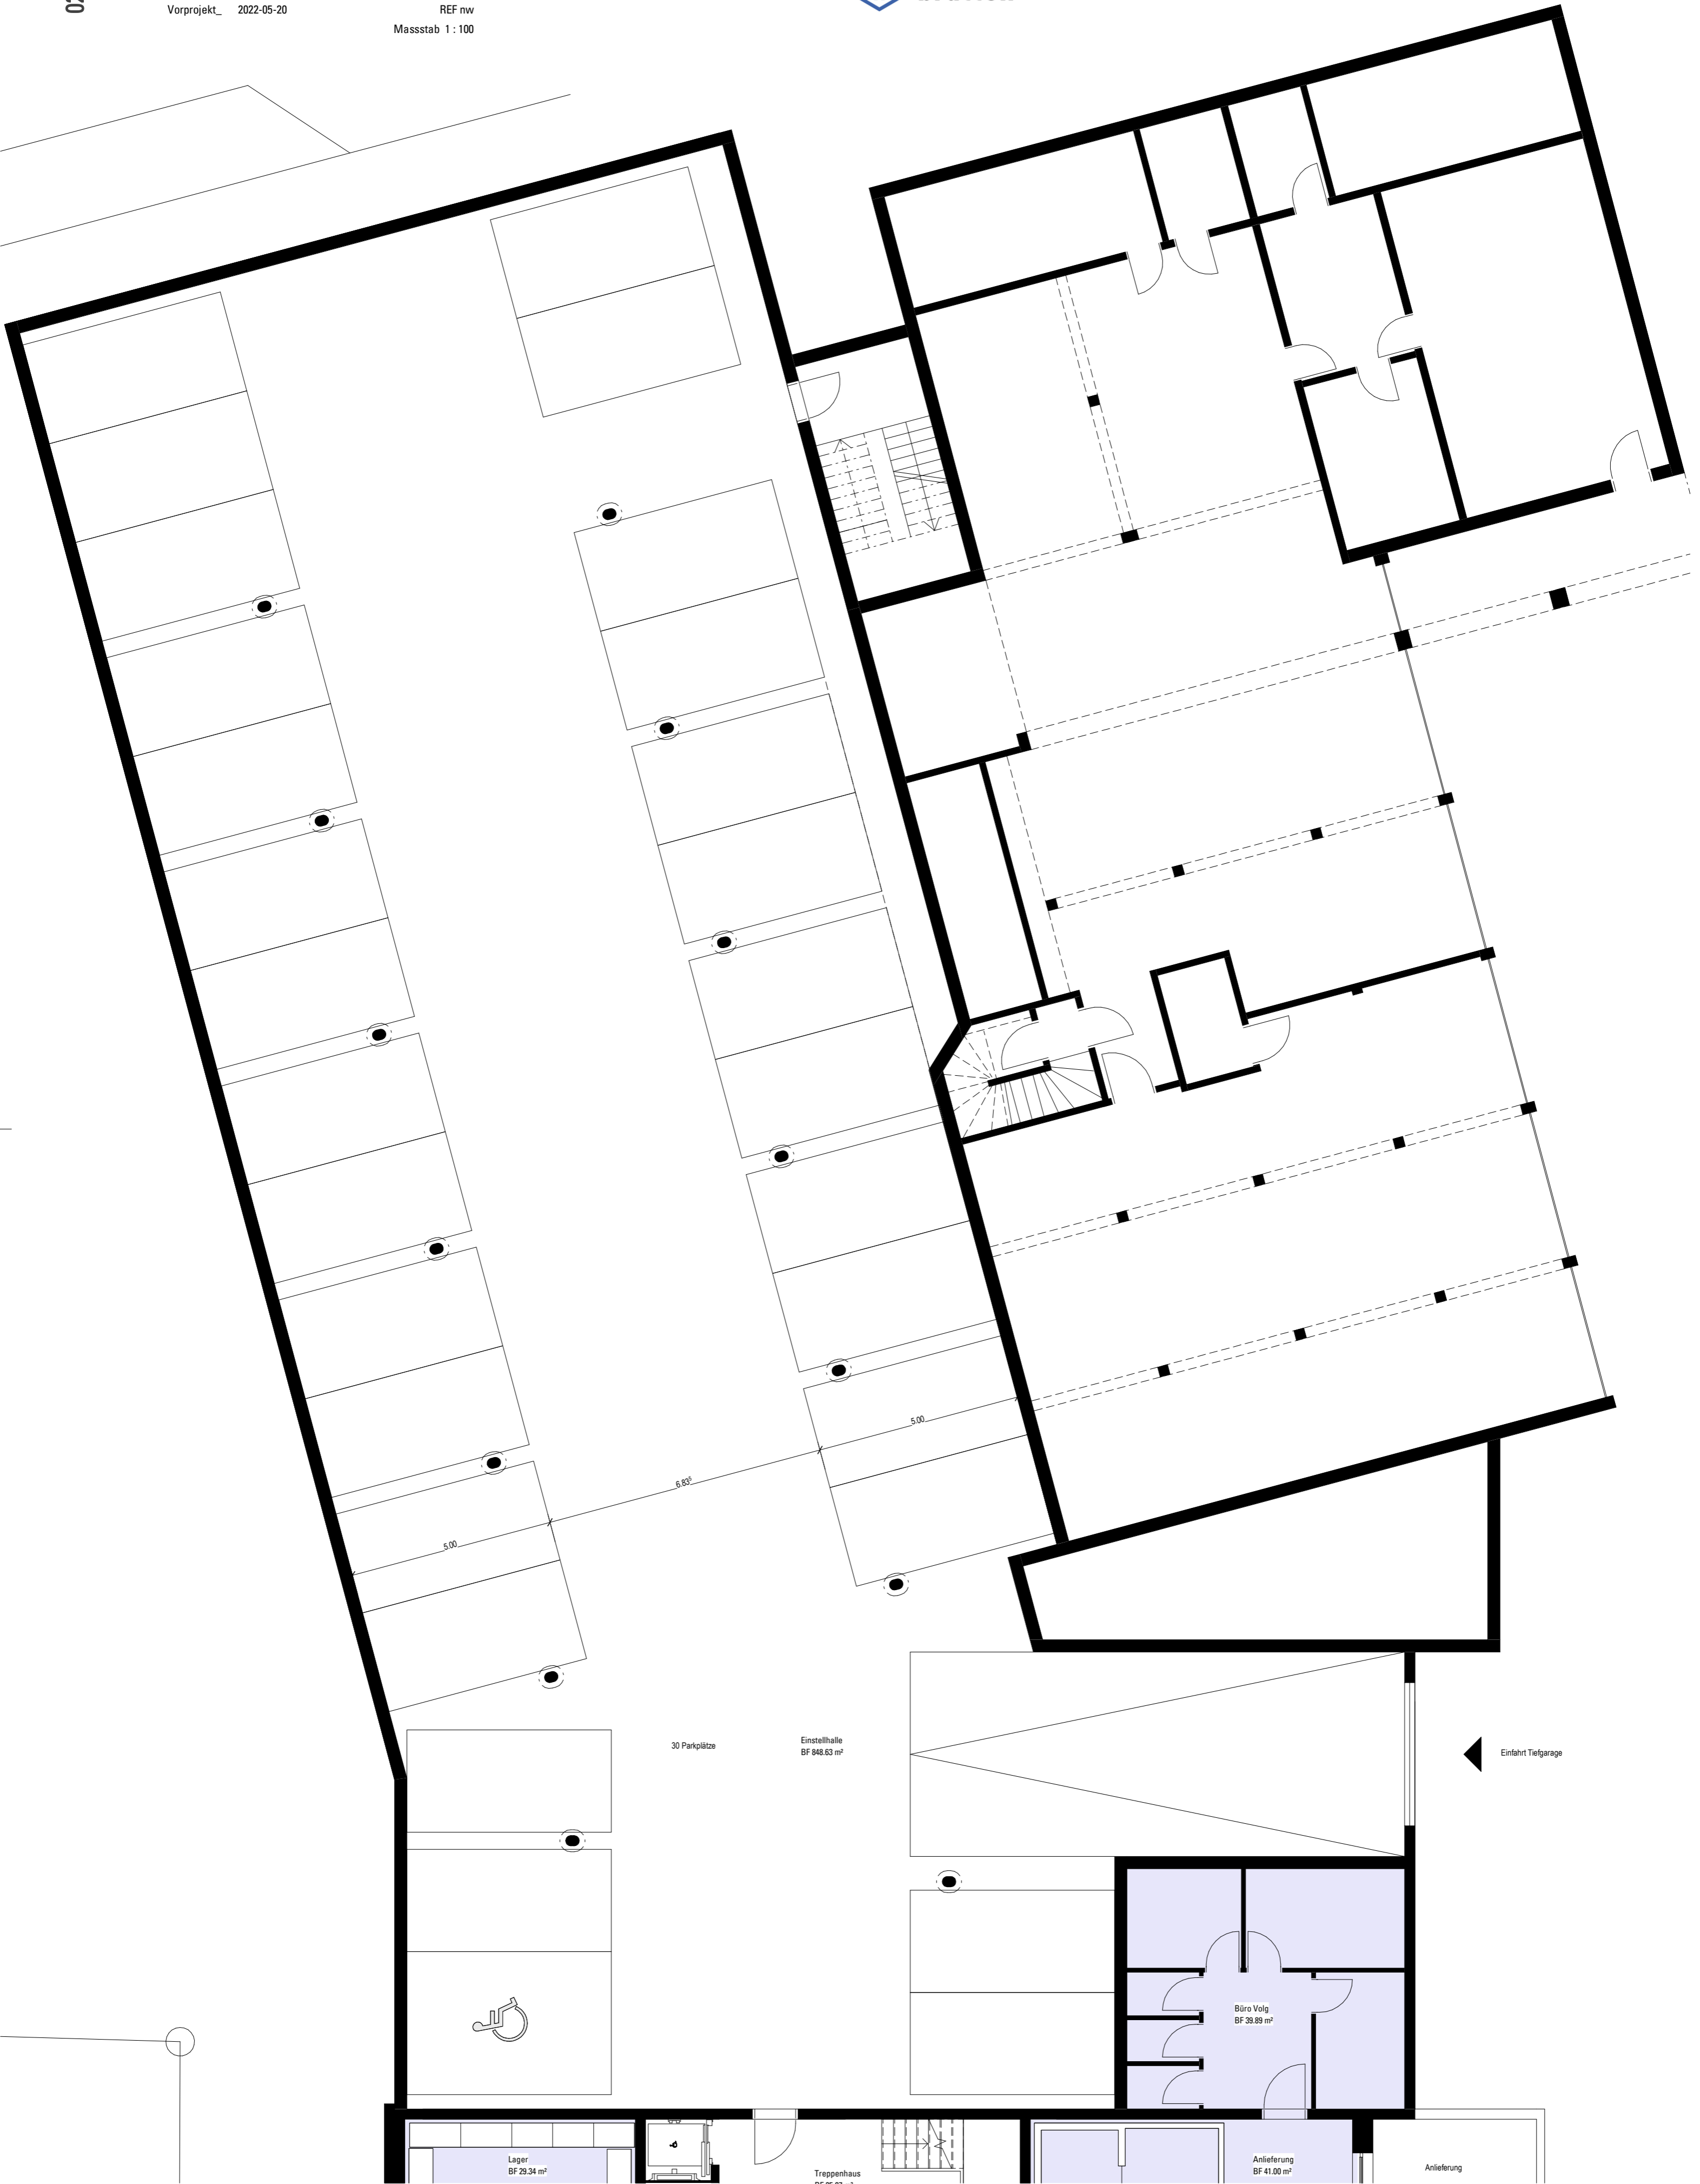 Vorprojekt_ 2022-05-20 REF nw
Massstab 1 : 100
5.00
6.83⁵
5.00
30 Parkplätze
Einstellhalle
BF 848.63 m²
Einfahrt Tiefgarage
Büro Volg
BF 39.89 m²
Lager
BF 29.34 m²
Treppenhaus
Anlieferung
BF 41.00 m²
Anlieferung